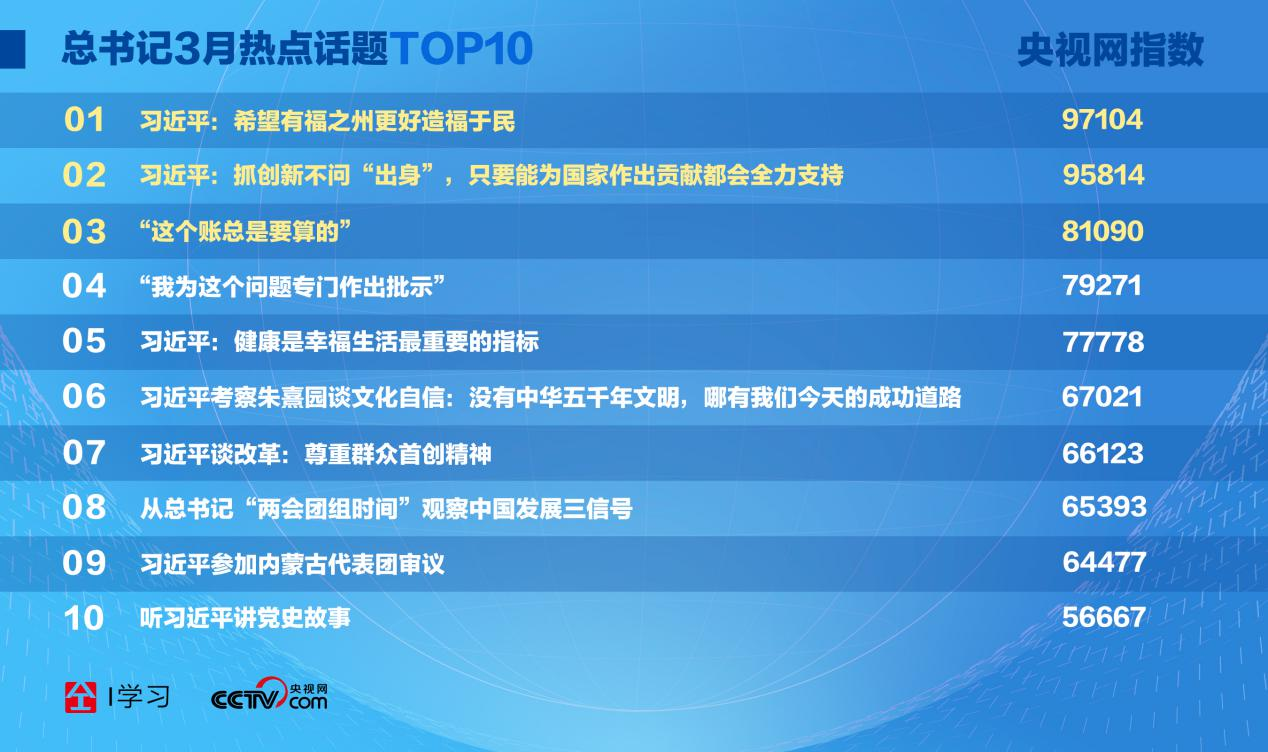 总书记3月热点话题TOP10 央视网指数
01 习近平：希望有福之州更好造福于民 97104
02 习近平：抓创新不问“出身”，只要能为国家作出贡献都会全力支持 95814
03 “这个账总是要算的” 81090
04 “我为这个问题专门作出批示” 79271
05 习近平：健康是幸福生活最重要的指标 77778
06 习近平考察朱熹园谈文化自信：没有中华五千年文明，哪有我们今天的成功道路 67021
07 习近平谈改革：尊重群众首创精神 66123
08 从总书记“两会团组时间”观察中国发展三信号 65393
09 习近平参加内蒙古代表团审议 64477
10 听习近平讲党史故事 56667
I学习 CCTV 央视网 com